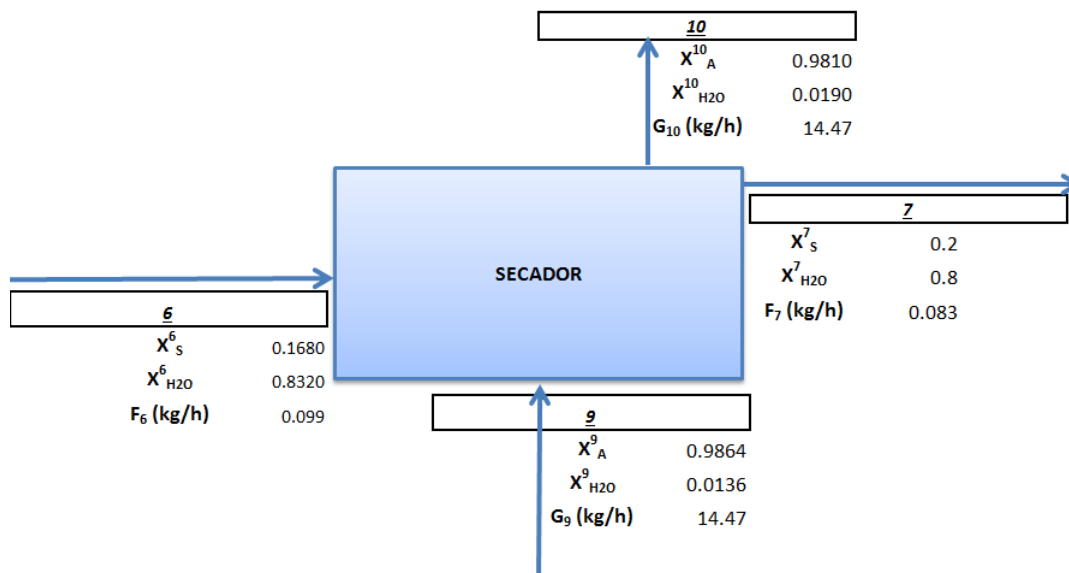 10
X¹⁰A 0.9810
X¹⁰H2O 0.0190
G₁₀ (kg/h) 14.47
SECADOR
7
X⁷S 0.2
X⁷H2O 0.8
F₇ (kg/h) 0.083
6
X⁶S 0.1680
X⁶H2O 0.8320
F₆ (kg/h) 0.099
9
X⁹A 0.9864
X⁹H2O 0.0136
G₉ (kg/h) 14.47